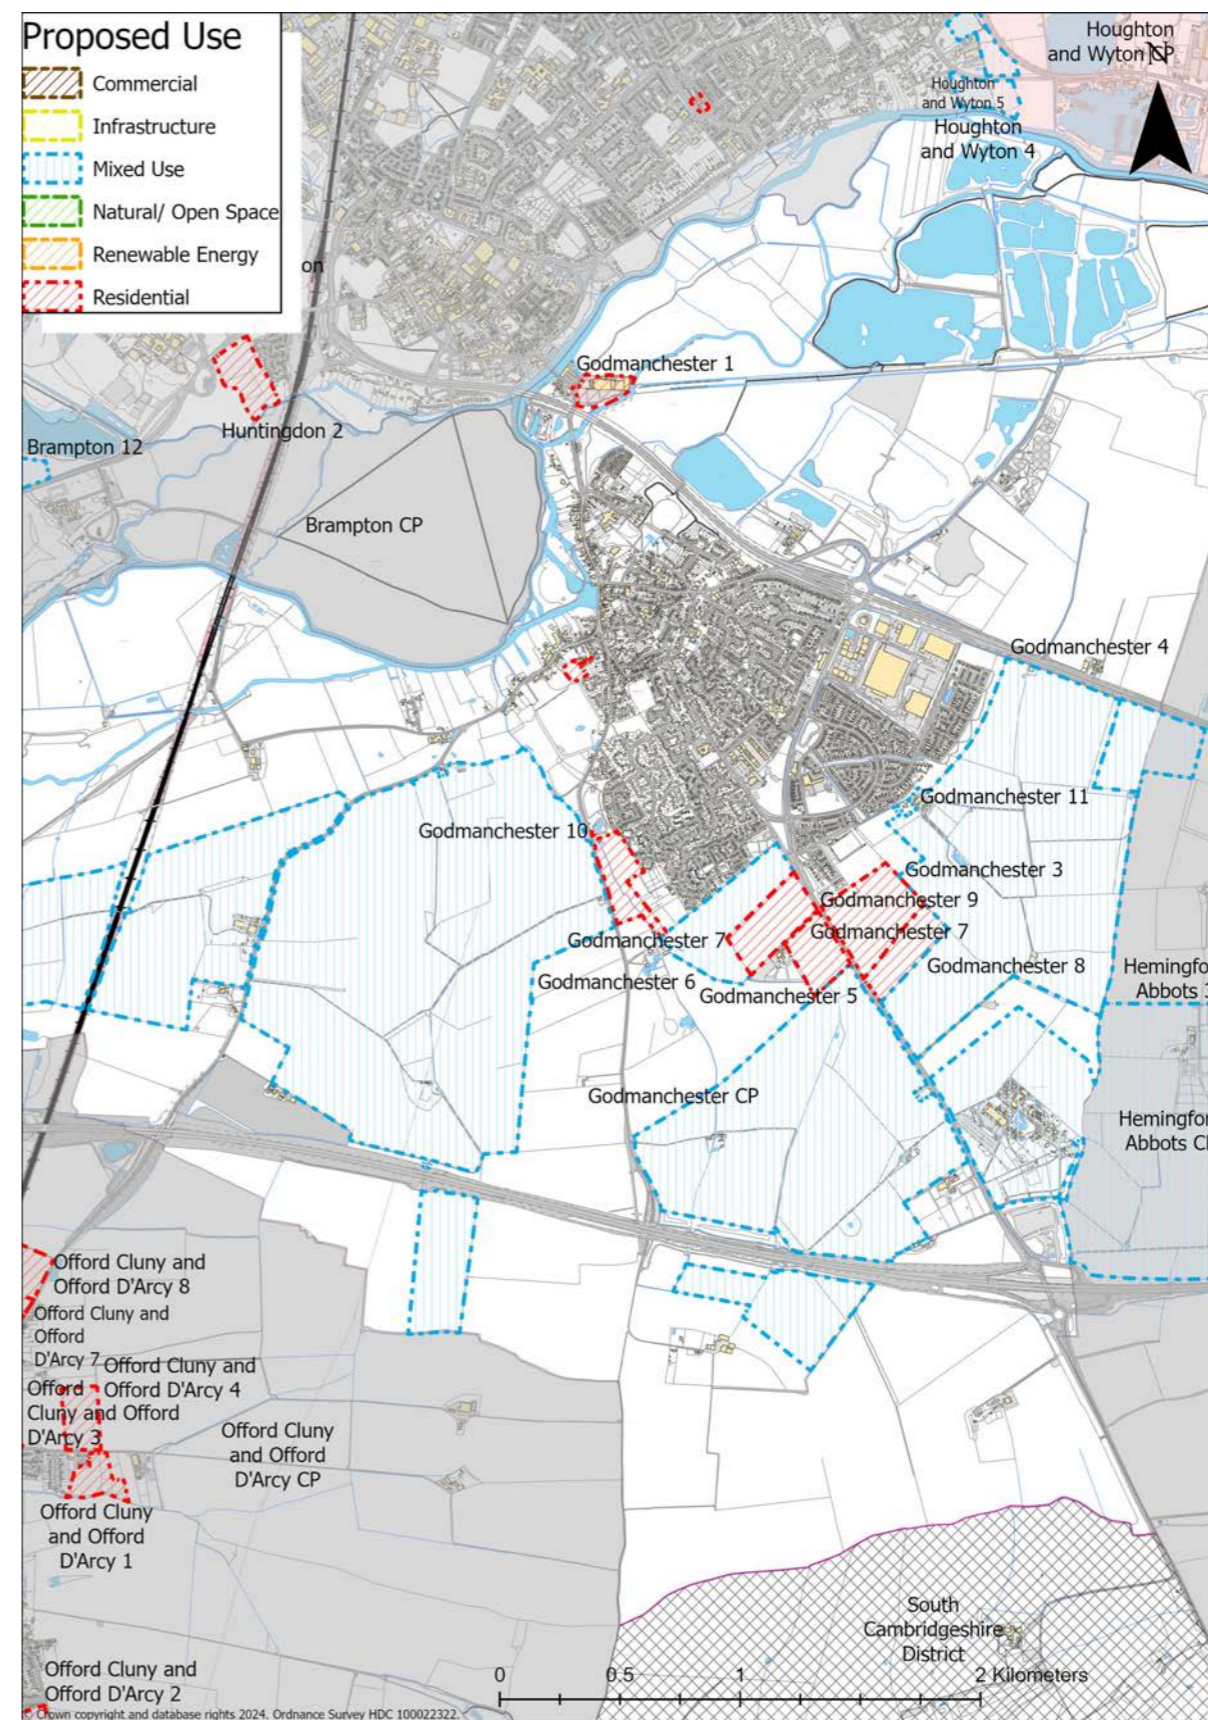 Proposed Use
Commercial
Infrastructure
Mixed Use
Natural/ Open Space
Renewable Energy
Residential
on
Houghton
and Wyton CP
N
Houghton
and Wyton 5
Houghton
and Wyton 4
Godmanchester 1
Huntingdon 2
Brampton 12
Brampton CP
Godmanchester 4
Godmanchester 11
Godmanchester 10
Godmanchester 3
Godmanchester 9
Godmanchester 7
Godmanchester 7
Godmanchester 8
Godmanchester 6
Godmanchester 5
Hemingfo
Abbots 3
Godmanchester CP
Hemingfor
Abbots C
Offord Cluny and
Offord D'Arcy 8
Offord Cluny and
Offord
D'Arcy 7
Offord Cluny and
Offord D'Arcy 4
Offord
Cluny and Offord
D'Arcy 3
Offord Cluny
and Offord
D'Arcy CP
Offord Cluny
and Offord
D'Arcy 1
South
Cambridgeshire
District
Offord Cluny and
Offord D'Arcy 2
0 0.5 1 2 Kilometers
© Crown copyright and database rights 2024. Ordnance Survey HDC 100022322.